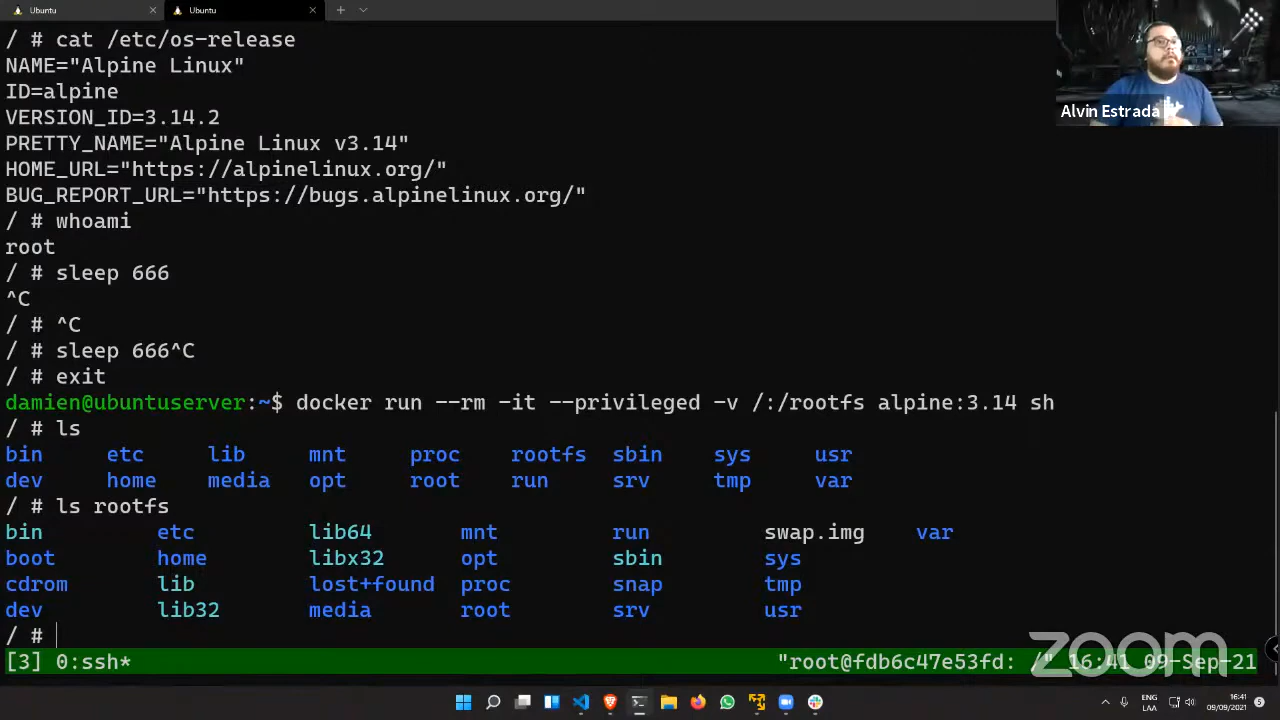 Ubuntu
Ubuntu
/ # cat /etc/os-release
NAME="Alpine Linux"
ID=alpine
VERSION_ID=3.14.2
PRETTY_NAME="Alpine Linux v3.14"
HOME_URL="https://alpinelinux.org/"
BUG_REPORT_URL="https://bugs.alpinelinux.org/"
/ # whoami
root
/ # sleep 666
^C
/ # ^C
/ # sleep 666^C
/ # exit
damien@ubuntuserver:~$ docker run --rm -it --privileged -v /:/rootfs alpine:3.14 sh
/ # ls
bin etc lib mnt proc rootfs sbin sys usr
dev home media opt root run srv tmp var
/ # ls rootfs
bin etc lib64 mnt run swap.img var
boot home libx32 opt sbin sys
cdrom lib lost+found proc snap tmp
dev lib32 media root srv usr
/ #
[3] 0:ssh* "root@fdb6c47e53fd: /" 16:41 09-Sep-21
Alvin Estrada
zoom
ENG 16:41
LAA 09/09/2021 5